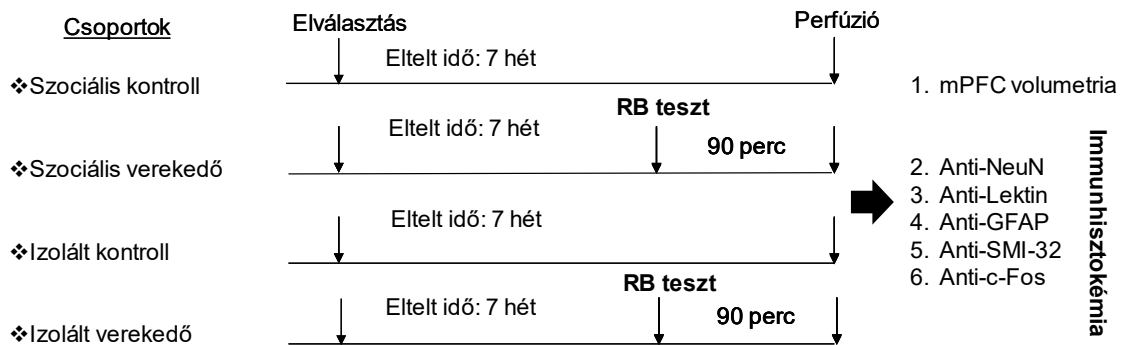 Csoportok
Elválasztás
Perfúzió
Eltelt idő: 7 hét
❖Szociális kontroll
RB teszt
Eltelt idő: 7 hét
90 perc
❖Szociális verekedő
Eltelt idő: 7 hét
❖Izolált kontroll
RB teszt
Eltelt idő: 7 hét
90 perc
❖Izolált verekedő
1. mPFC volumetria
2. Anti-NeuN
3. Anti-Lektin
4. Anti-GFAP
5. Anti-SMI-32
6. Anti-c-Fos
Immunhisztokémia